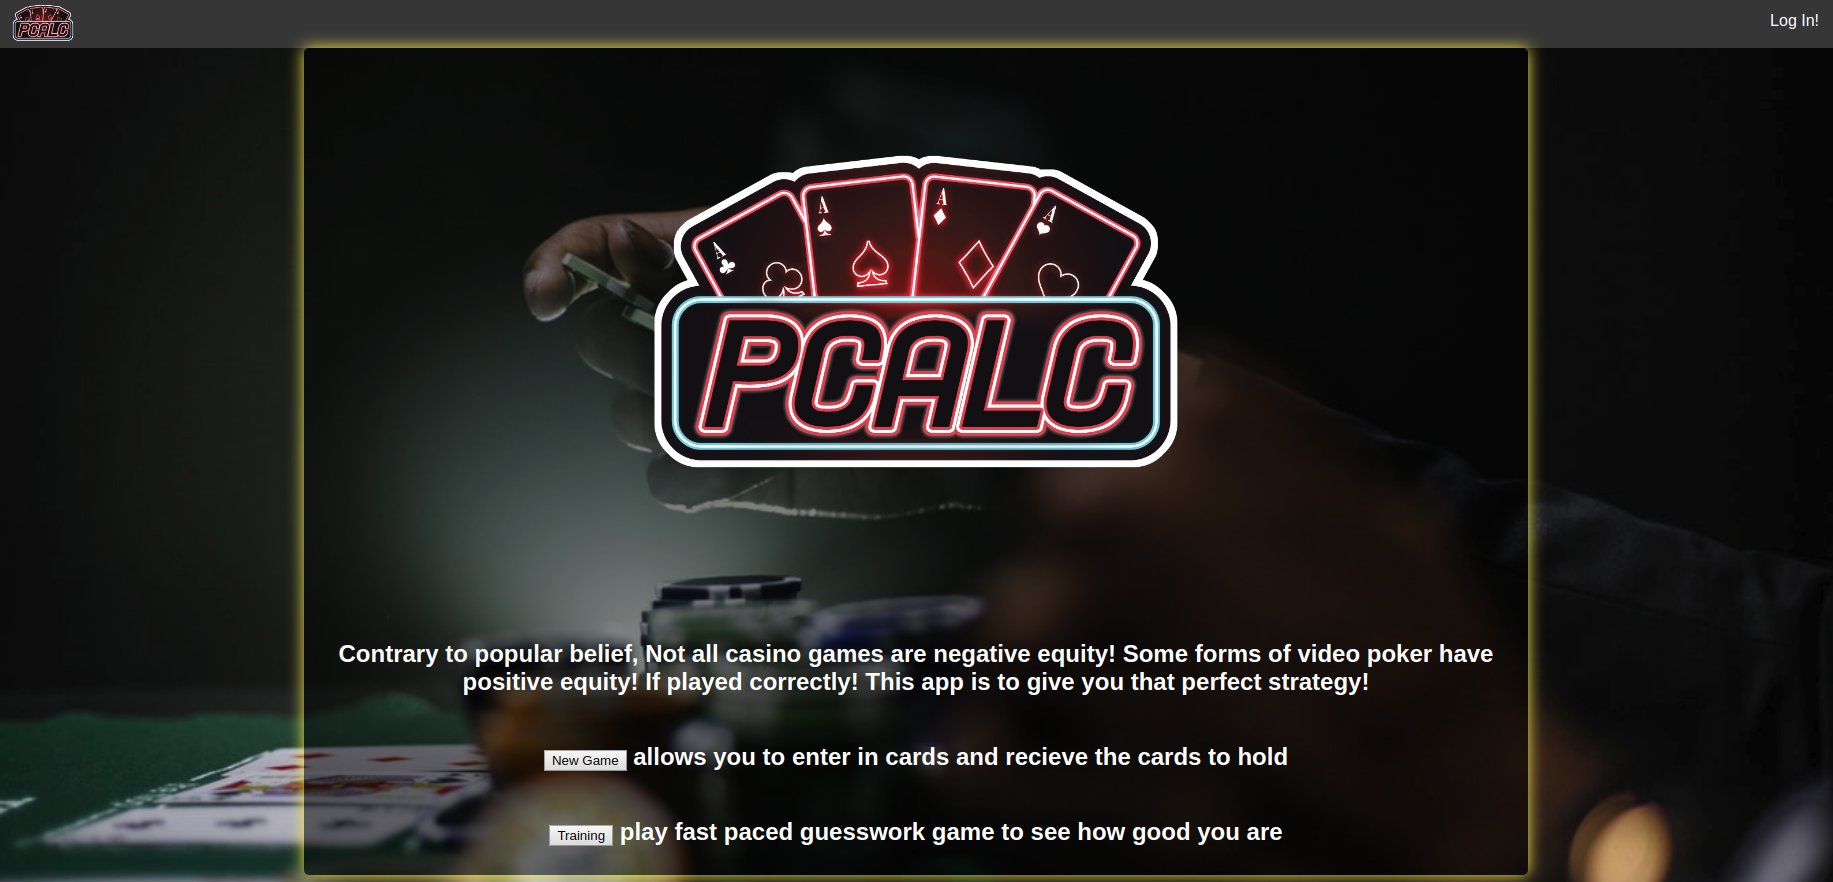 PCALC
Log In!
A A A A
PCALC
Contrary to popular belief, Not all casino games are negative equity! Some forms of video poker have
positive equity! If played correctly! This app is to give you that perfect strategy!
New Game allows you to enter in cards and recieve the cards to hold
Training play fast paced guesswork game to see how good you are